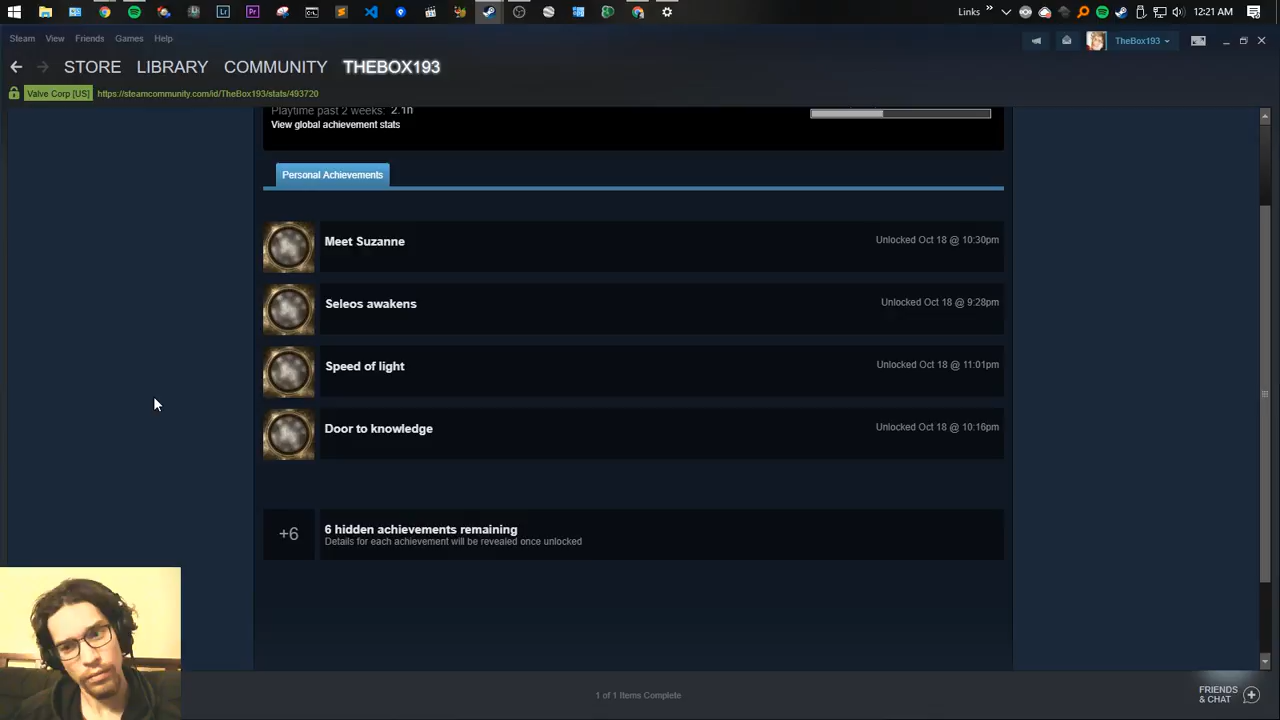 Links »
12:21 AM
Steam View Friends Games Help
TheBox193
STORE LIBRARY COMMUNITY THEBOX193
Valve Corp [US] https://steamcommunity.com/id/TheBox193/stats/493720
Playtime past 2 weeks: 2.1h
View global achievement stats
Personal Achievements
Meet Suzanne
Unlocked Oct 18 @ 10:30pm
Seleos awakens
Unlocked Oct 18 @ 9:28pm
Speed of light
Unlocked Oct 18 @ 11:01pm
Door to knowledge
Unlocked Oct 18 @ 10:16pm
+6
6 hidden achievements remaining
Details for each achievement will be revealed once unlocked
1 of 1 Items Complete
FRIENDS
& CHAT